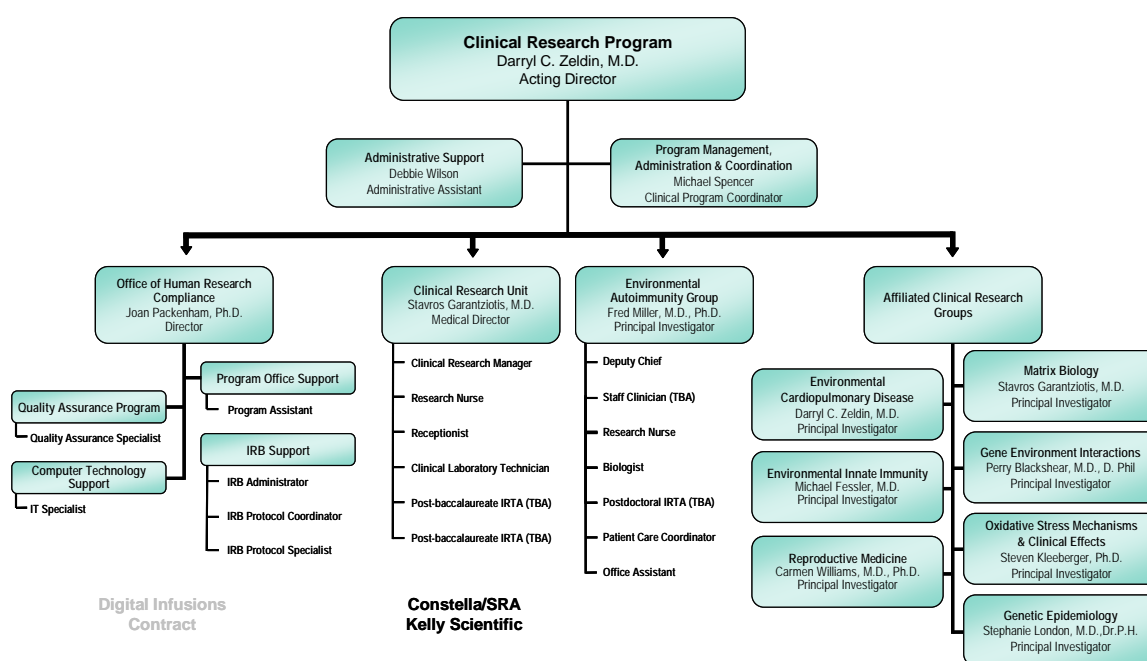 Clinical Research Program
Darryl C. Zeldin, M.D.
Acting Director
Administrative Support
Debbie Wilson
Administrative Assistant
Program Management,
Administration & Coordination
Michael Spencer
Clinical Program Coordinator
Office of Human Research
Compliance
Joan Packenham, Ph.D.
Director
Program Office Support
Program Assistant
Quality Assurance Program
Quality Assurance Specialist
IRB Support
IRB Administrator
IRB Protocol Coordinator
IRB Protocol Specialist
Computer Technology
Support
IT Specialist
Clinical Research Unit
Stavros Garantziotis, M.D.
Medical Director
Clinical Research Manager
Research Nurse
Receptionist
Clinical Laboratory Technician
Post-baccalaureate IRTA (TBA)
Post-baccalaureate IRTA (TBA)
Environmental
Autoimmunity Group
Fred Miller, M.D., Ph.D.
Principal Investigator
Deputy Chief
Staff Clinician (TBA)
Research Nurse
Biologist
Postdoctoral IRTA (TBA)
Patient Care Coordinator
Office Assistant
Affiliated Clinical Research
Groups
Environmental
Cardiopulmonary Disease
Darryl C. Zeldin, M.D.
Principal Investigator
Environmental Innate Immunity
Michael Fessler, M.D.
Principal Investigator
Reproductive Medicine
Carmen Williams, M.D., Ph.D.
Principal Investigator
Matrix Biology
Stavros Garantziotis, M.D.
Principal Investigator
Gene Environment Interactions
Perry Blackshear, M.D., D. Phil
Principal Investigator
Oxidative Stress Mechanisms
& Clinical Effects
Steven Kleeberger, Ph.D.
Principal Investigator
Genetic Epidemiology
Stephanie London, M.D.,Dr.P.H.
Principal Investigator
Digital Infusions
Contract
Constella/SRA
Kelly Scientific